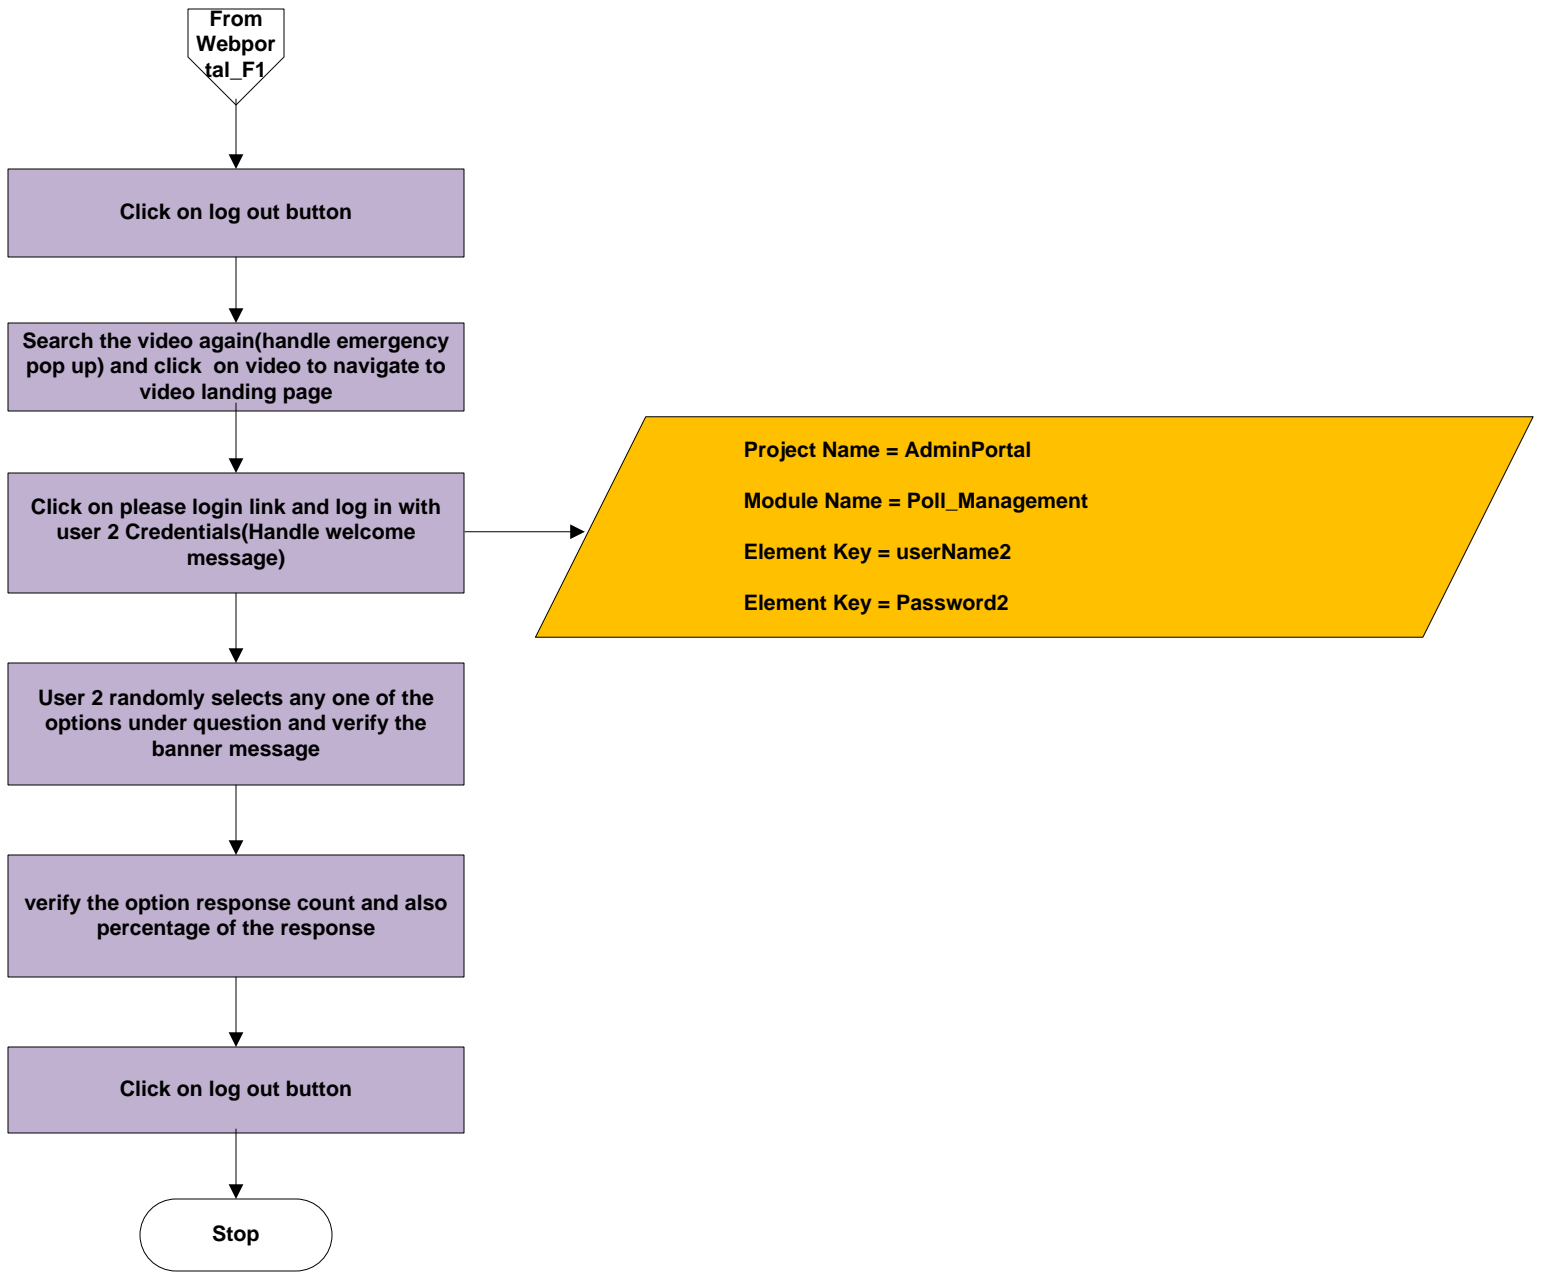 From
Webpor
tal_F1
Click on log out button
Search the video again(handle emergency
pop up) and click  on video to navigate to
video landing page
Click on please login link and log in with
user 2 Credentials(Handle welcome
message)
Project Name = AdminPortal
Module Name = Poll_Management
Element Key = userName2
Element Key = Password2
User 2 randomly selects any one of the
options under question and verify the
banner message
verify the option response count and also
percentage of the response
Click on log out button
Stop